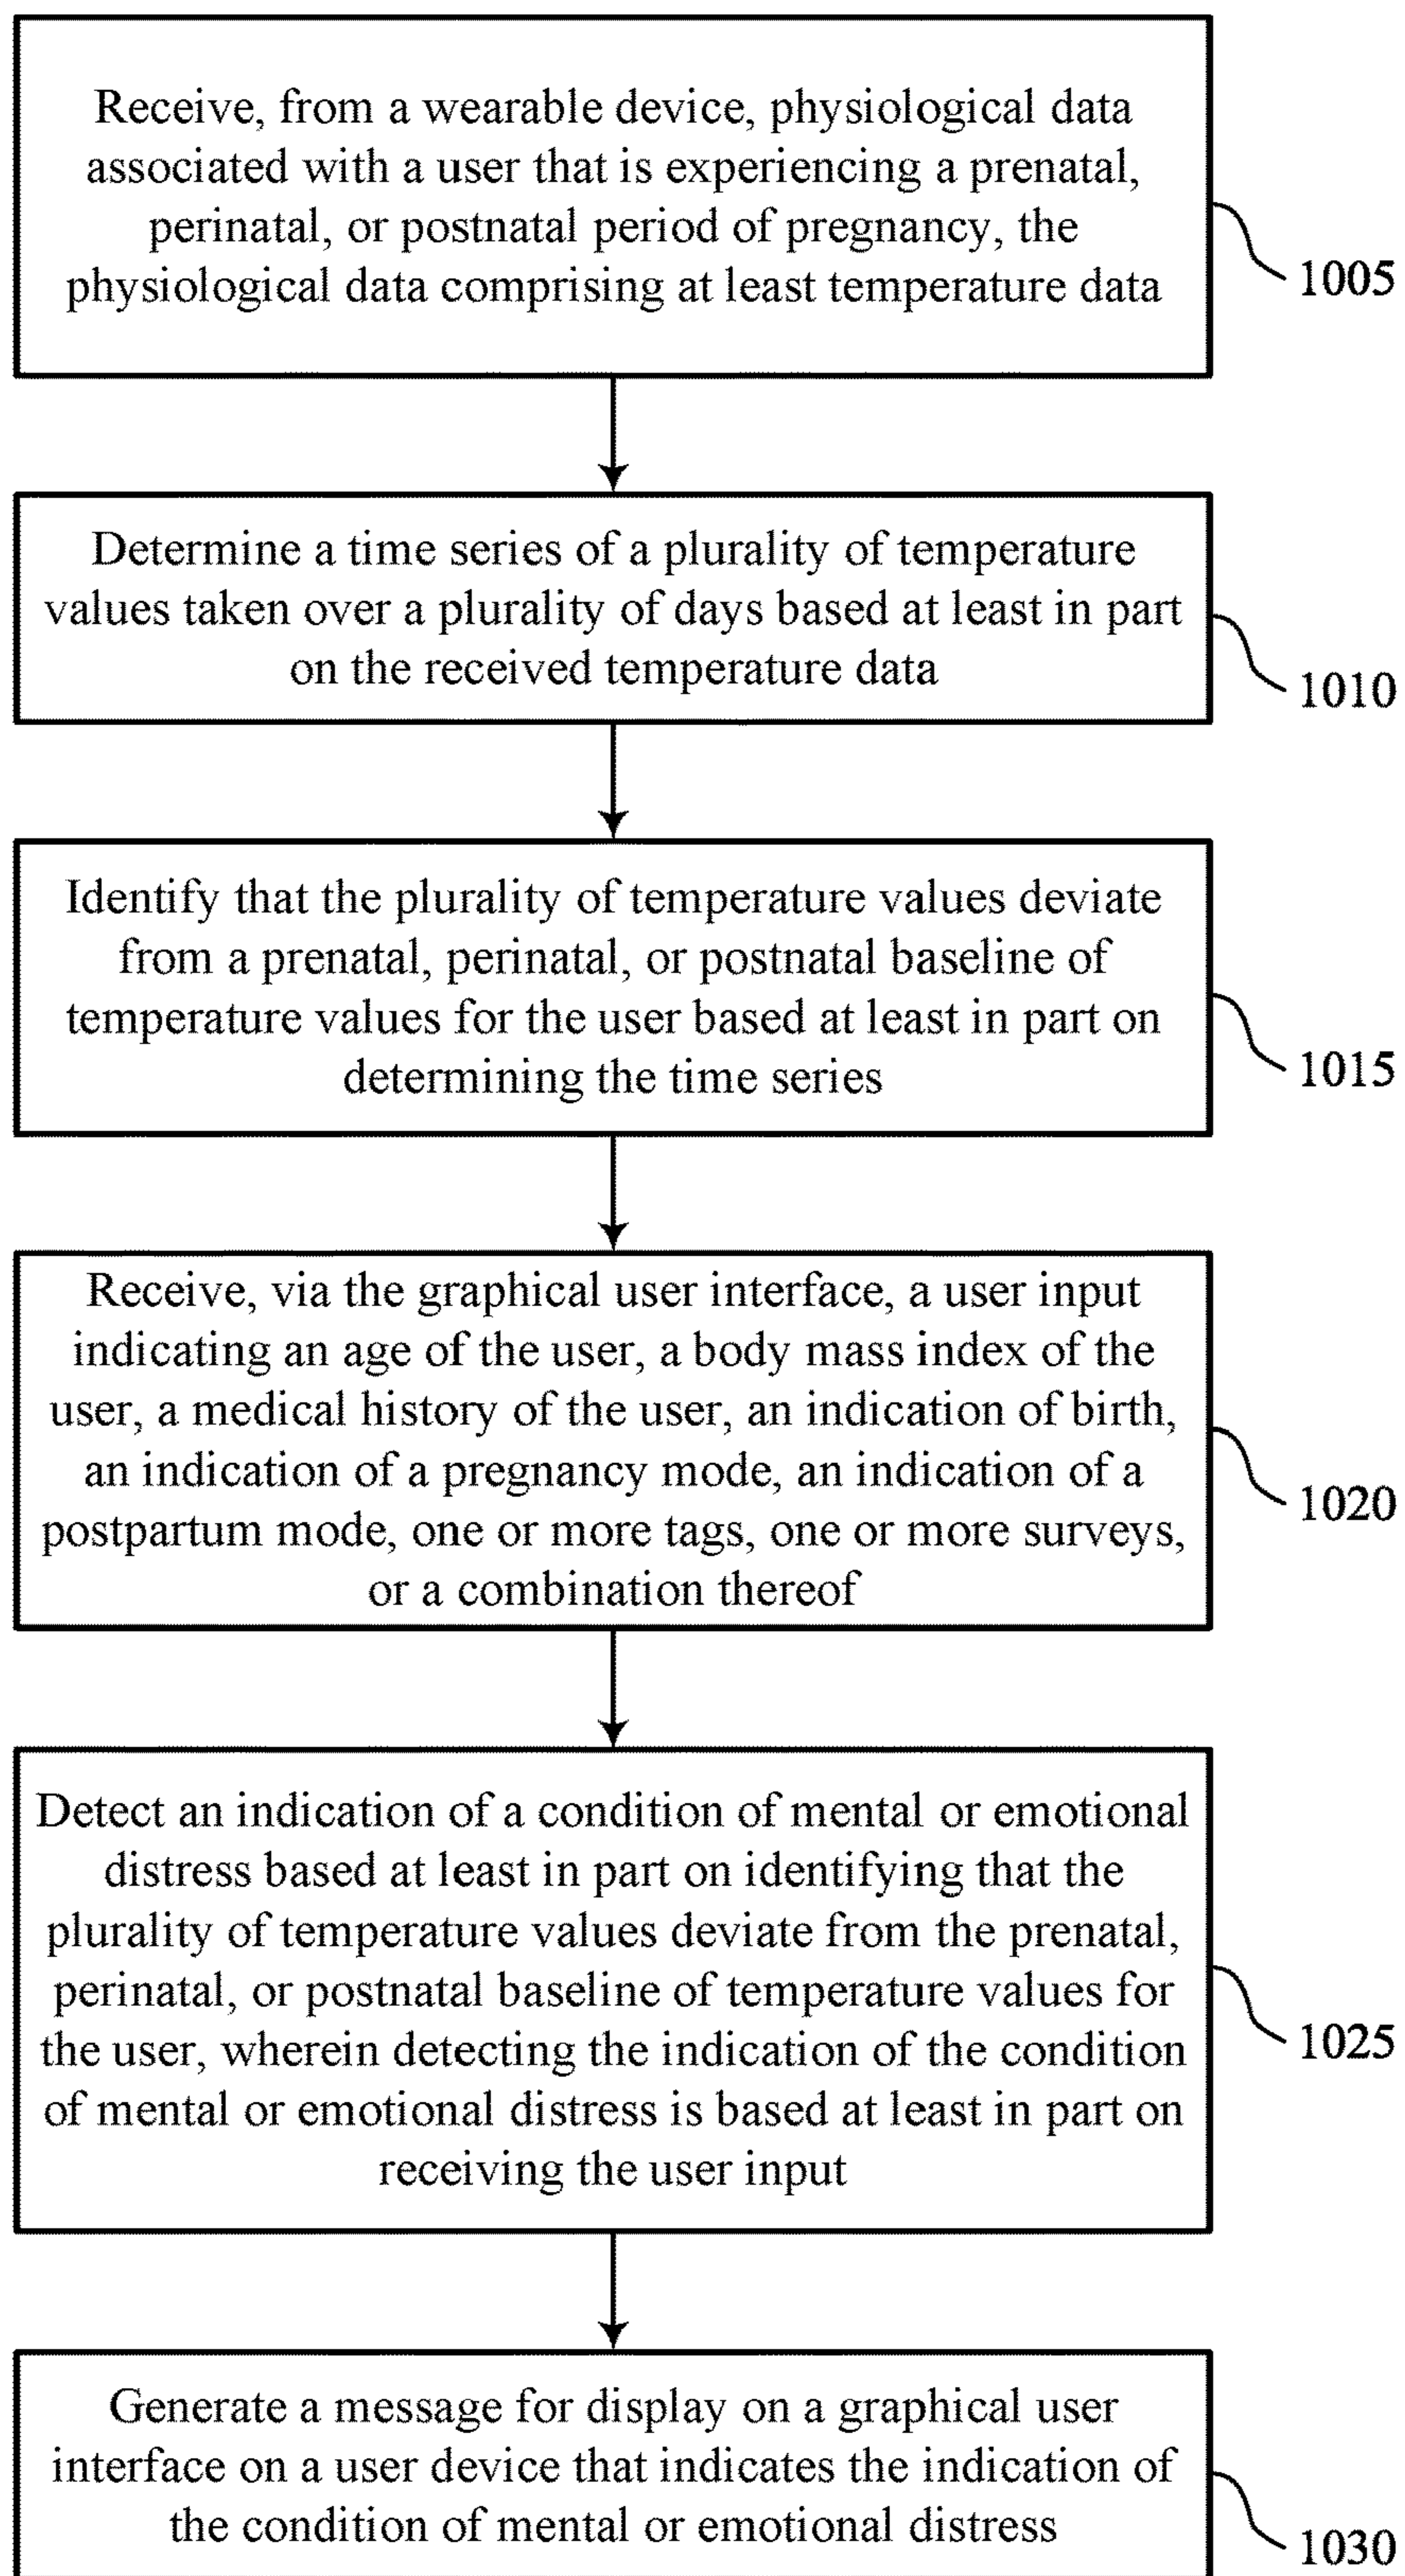 Receive, from a wearable device, physiological data
associated with a user that is experiencing a prenatal,
perinatal, or postnatal period of pregnancy, the
physiological data comprising at least temperature data
1005
Determine a time series of a plurality of temperature
values taken over a plurality of days based at least in part
on the received temperature data
1010
Identify that the plurality of temperature values deviate
from a prenatal, perinatal, or postnatal baseline of
temperature values for the user based at least in part on
determining the time series
1015
Receive, via the graphical user interface, a user input
indicating an age of the user, a body mass index of the
user, a medical history of the user, an indication of birth,
an indication of a pregnancy mode, an indication of a
postpartum mode, one or more tags, one or more surveys,
or a combination thereof
1020
Detect an indication of a condition of mental or emotional
distress based at least in part on identifying that the
plurality of temperature values deviate from the prenatal,
perinatal, or postnatal baseline of temperature values for
the user, wherein detecting the indication of the condition
of mental or emotional distress is based at least in part on
receiving the user input
1025
Generate a message for display on a graphical user
interface on a user device that indicates the indication of
the condition of mental or emotional distress
1030